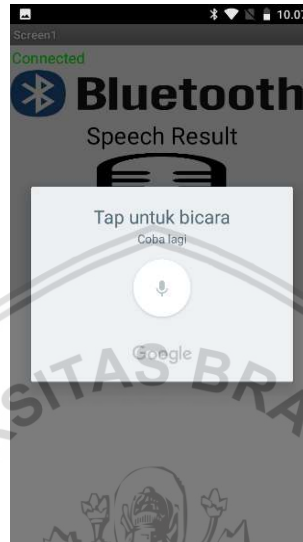 10.07
Screen1
Connected
Bluetooth
Speech Result
Tap untuk bicara
Coba lagi
Google
SITAS BRA